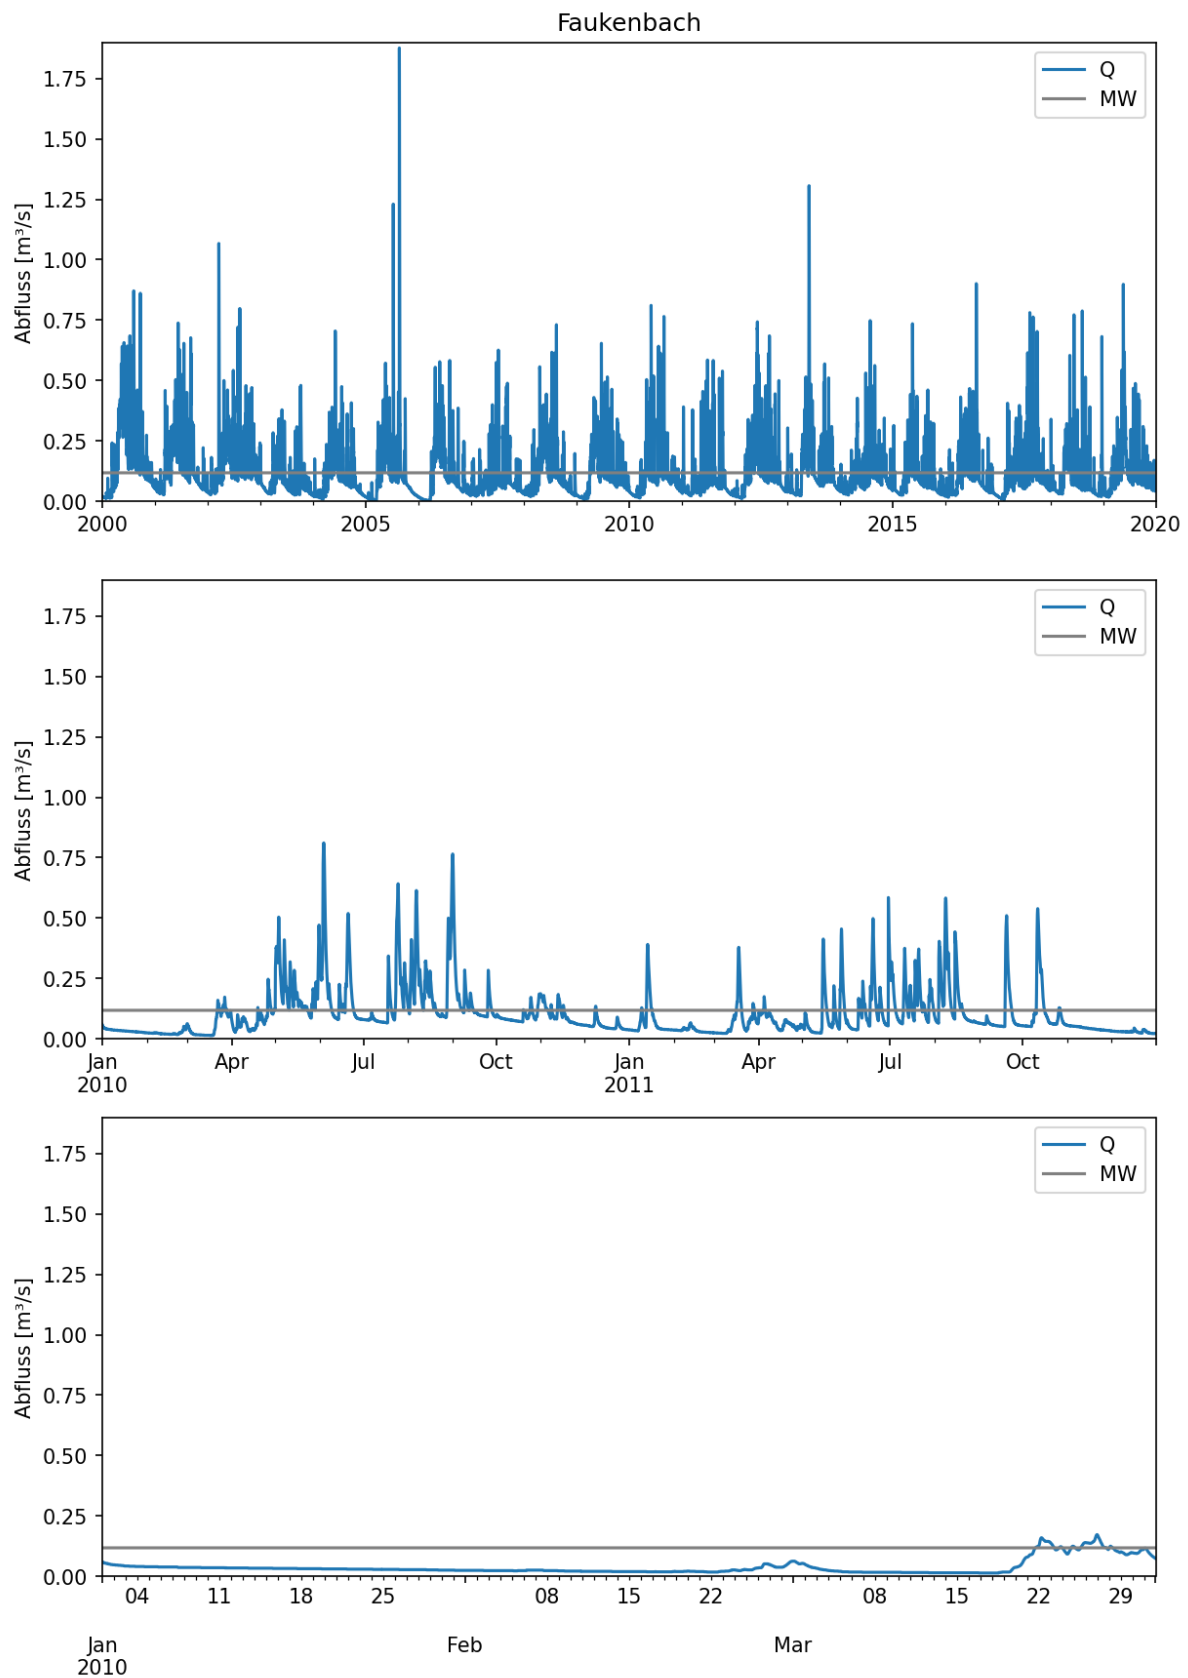 Faukenbach
Abfluss [m³/s]
1.75
1.50
1.25
1.00
0.75
0.50
0.25
0.00
Q
MW
2000
2005
2010
2015
2020
Abfluss [m³/s]
1.75
1.50
1.25
1.00
0.75
0.50
0.25
0.00
Q
MW
Jan Apr Jul Oct Jan Apr Jul Oct
2010 2011
Abfluss [m³/s]
1.75
1.50
1.25
1.00
0.75
0.50
0.25
0.00
Q
MW
04 11 18 25 08 15 22 08 15 22 29
Jan Feb Mar
2010